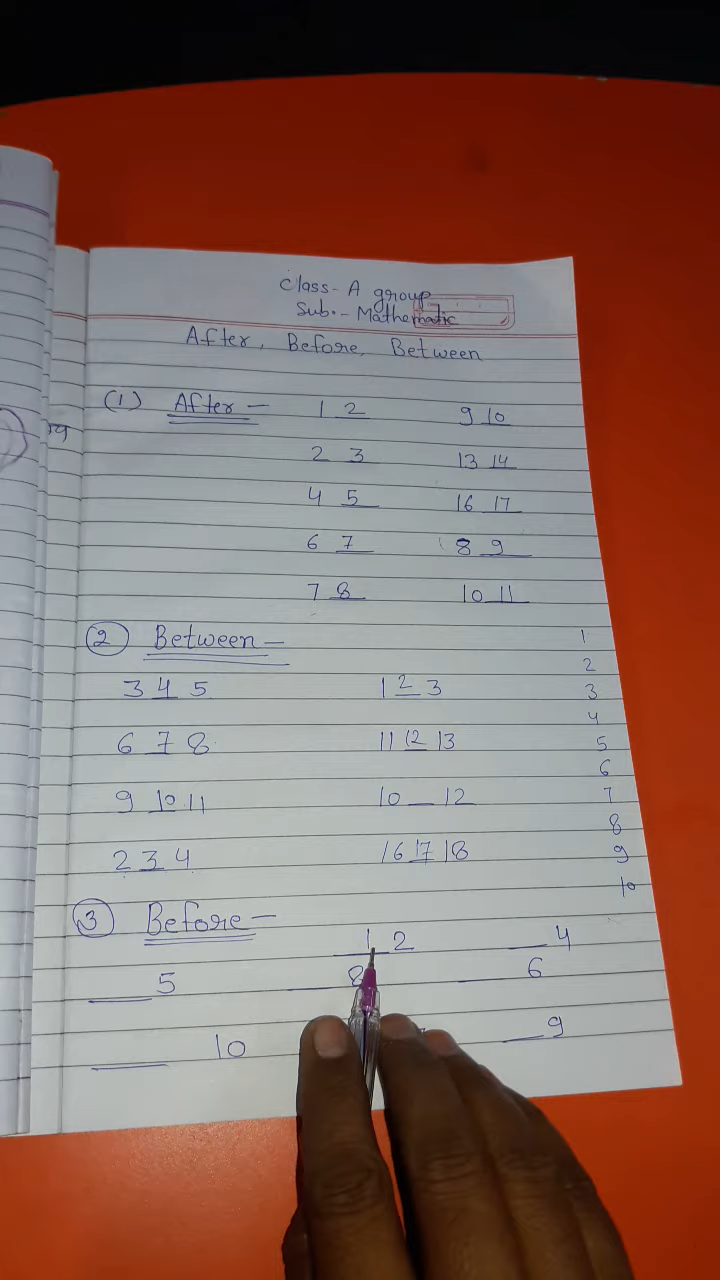 Class- A group
Sub.- Mathematic
After, Before, Between
(1) After - 1 2 9 10
2 3 13 14
4 5 16 17
6 7 8 9
7 8 10 11
2 Between -
3 4 5 1 2 3
6 7 8 11 12 13
9 10 11 10 __ 12
2 3 4 16 17 18
1
2
3
4
5
6
7
8
9
10
3 Before -
1 2 __ 4
__ 5 __ 8 __ 6
__ 10 __ 9